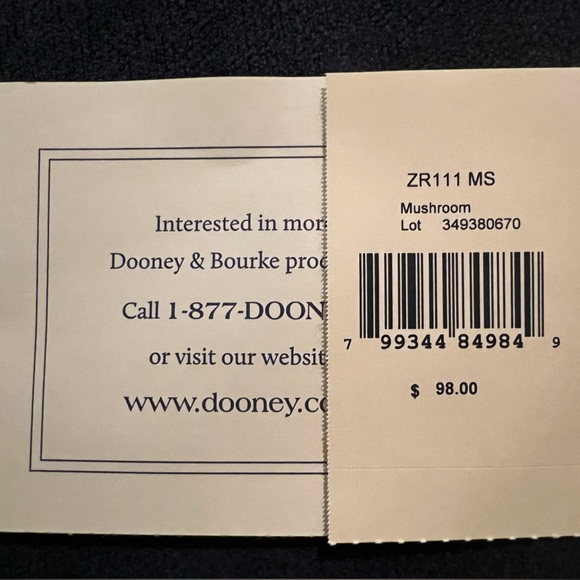 Interested in mor
Dooney & Bourke proc
Call 1-877-DOON
or visit our websit
www.dooney.co
ZR111 MS
Mushroom
Lot 349380670
7 99344 84984 9
$ 98.00